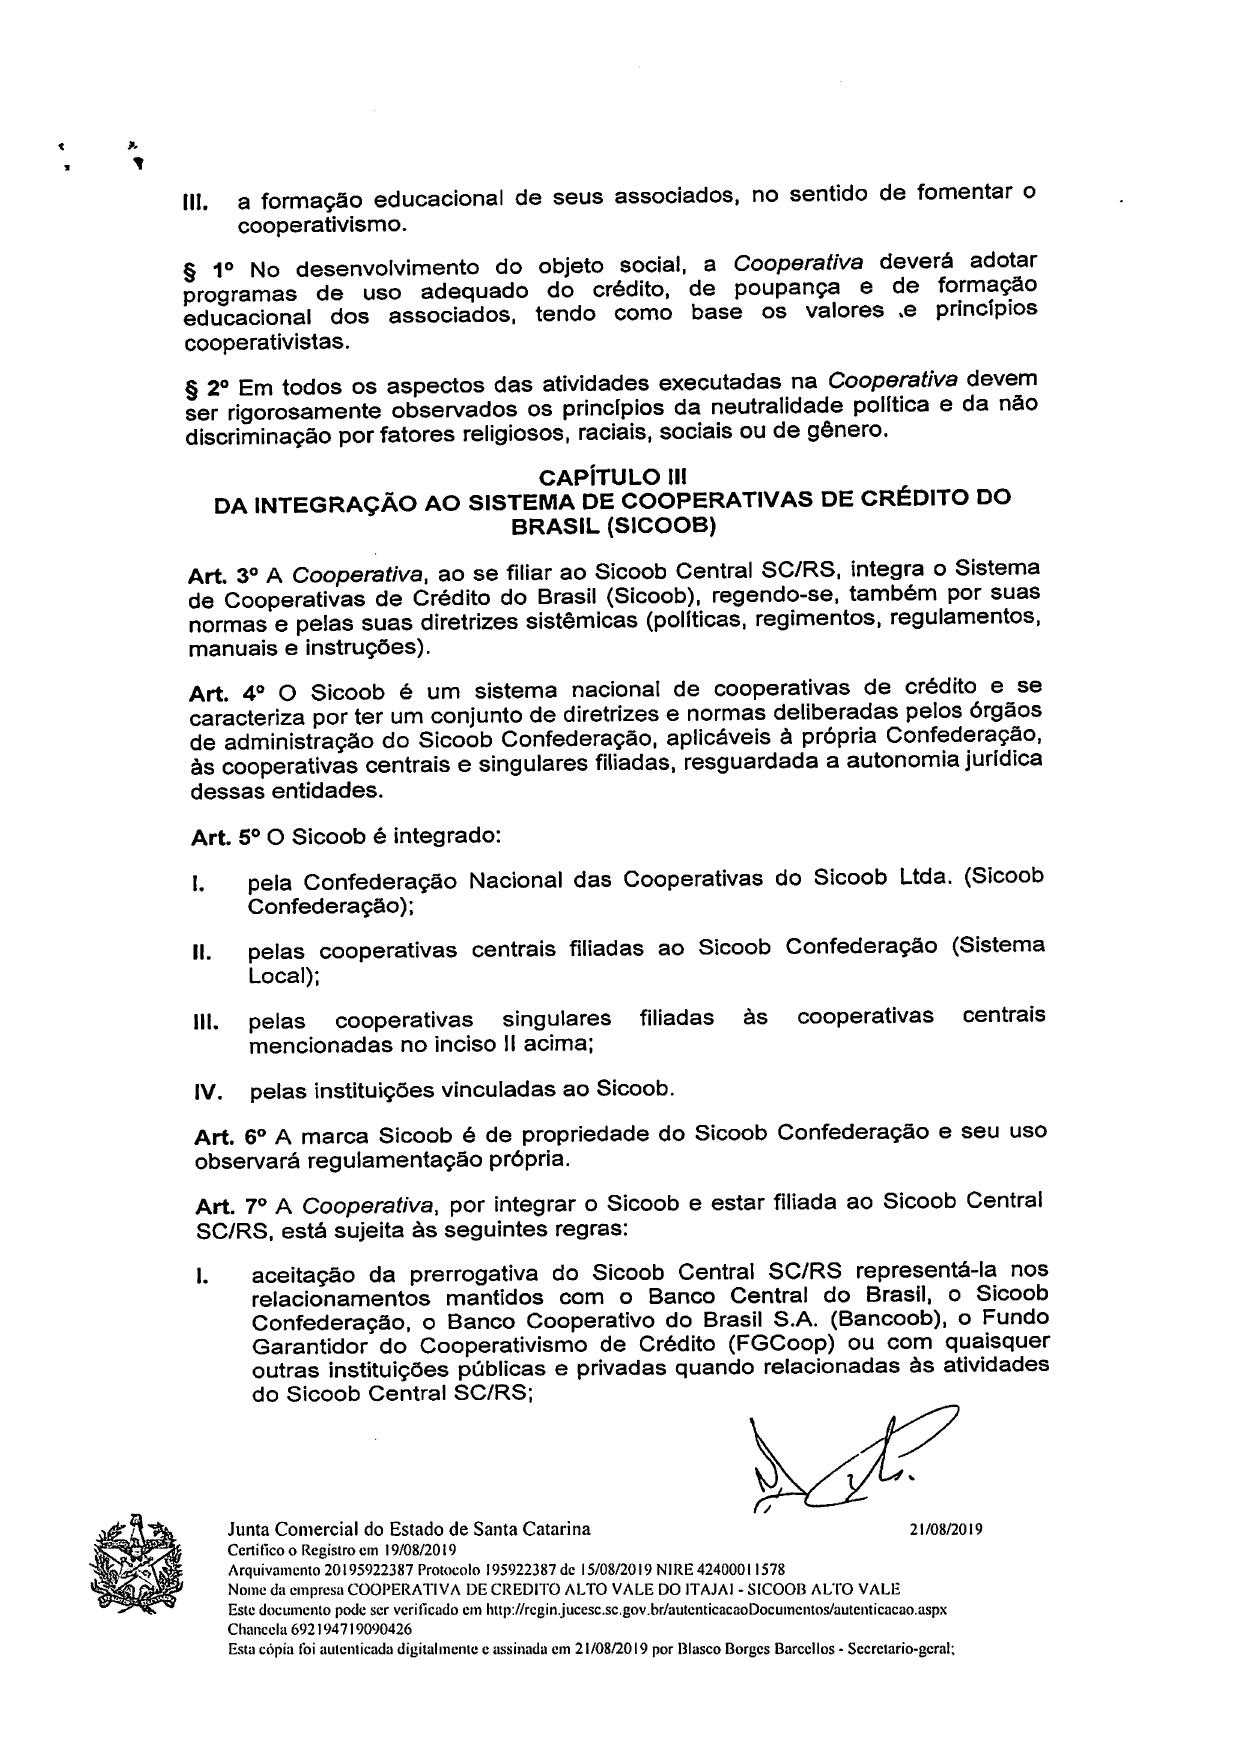 III. a formação educacional de seus associados, no sentido de fomentar o
cooperativismo.
§ 1º No desenvolvimento do objeto social, a Cooperativa deverá adotar
programas de uso adequado do crédito, de poupança e de formação
educacional dos associados, tendo como base os valores .e princípios
cooperativistas.
§ 2º Em todos os aspectos das atividades executadas na Cooperativa devem
ser rigorosamente observados os princípios da neutralidade política e da não
discriminação por fatores religiosos, raciais, sociais ou de gênero.
CAPÍTULO III
DA INTEGRAÇÃO AO SISTEMA DE COOPERATIVAS DE CRÉDITO DO
BRASIL (SICOOB)
Art. 3º A Cooperativa, ao se filiar ao Sicoob Central SC/RS, integra o Sistema
de Cooperativas de Crédito do Brasil (Sicoob), regendo-se, também por suas
normas e pelas suas diretrizes sistêmicas (políticas, regimentos, regulamentos,
manuais e instruções).
Art. 4º O Sicoob é um sistema nacional de cooperativas de crédito e se
caracteriza por ter um conjunto de diretrizes e normas deliberadas pelos órgãos
de administração do Sicoob Confederação, aplicáveis à própria Confederação,
às cooperativas centrais e singulares filiadas, resguardada a autonomia jurídica
dessas entidades.
Art. 5º O Sicoob é integrado:
I. pela Confederação Nacional das Cooperativas do Sicoob Ltda. (Sicoob
Confederação);
II. pelas cooperativas centrais filiadas ao Sicoob Confederação (Sistema
Local);
III. pelas cooperativas singulares filiadas às cooperativas centrais
mencionadas no inciso II acima;
IV. pelas instituições vinculadas ao Sicoob.
Art. 6º A marca Sicoob é de propriedade do Sicoob Confederação e seu uso
observará regulamentação própria.
Art. 7º A Cooperativa, por integrar o Sicoob e estar filiada ao Sicoob Central
SC/RS, está sujeita às seguintes regras:
I. aceitação da prerrogativa do Sicoob Central SC/RS representá-la nos
relacionamentos mantidos com o Banco Central do Brasil, o Sicoob
Confederação, o Banco Cooperativo do Brasil S.A. (Bancoob), o Fundo
Garantidor do Cooperativismo de Crédito (FGCoop) ou com quaisquer
outras instituições públicas e privadas quando relacionadas às atividades
do Sicoob Central SC/RS;
Junta Comercial do Estado de Santa Catarina 21/08/2019
Certifico o Registro em 19/08/2019
Arquivamento 20195922387 Protocolo 195922387 de 15/08/2019 NIRE 42400011578
Nome da empresa COOPERATIVA DE CREDITO ALTO VALE DO ITAJAI - SICOOB ALTO VALE
Este documento pode ser verificado em http://regin.jucesc.sc.gov.br/autenticacaoDocumentos/autenticacao.aspx
Chancela 692194719090426
Esta cópia foi autenticada digitalmente e assinada em 21/08/2019 por Blasco Borges Barcellos - Secretario-geral;